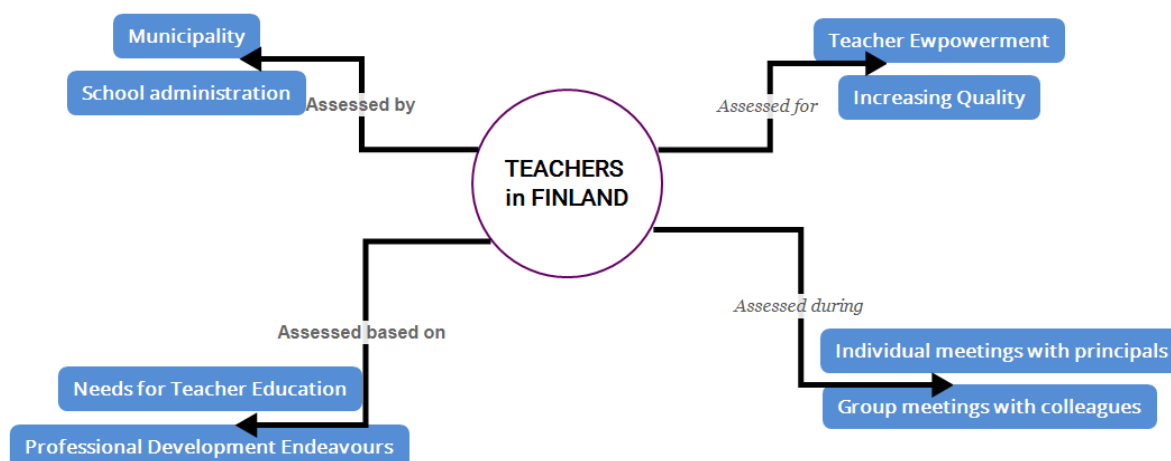 Municipality
School administration
Assessed by
Teacher Ewpowerment
Increasing Quality
Assessed for
TEACHERS
in FINLAND
Assessed based on
Needs for Teacher Education
Professional Development Endeavours
Assessed during
Individual meetings with principals
Group meetings with colleagues